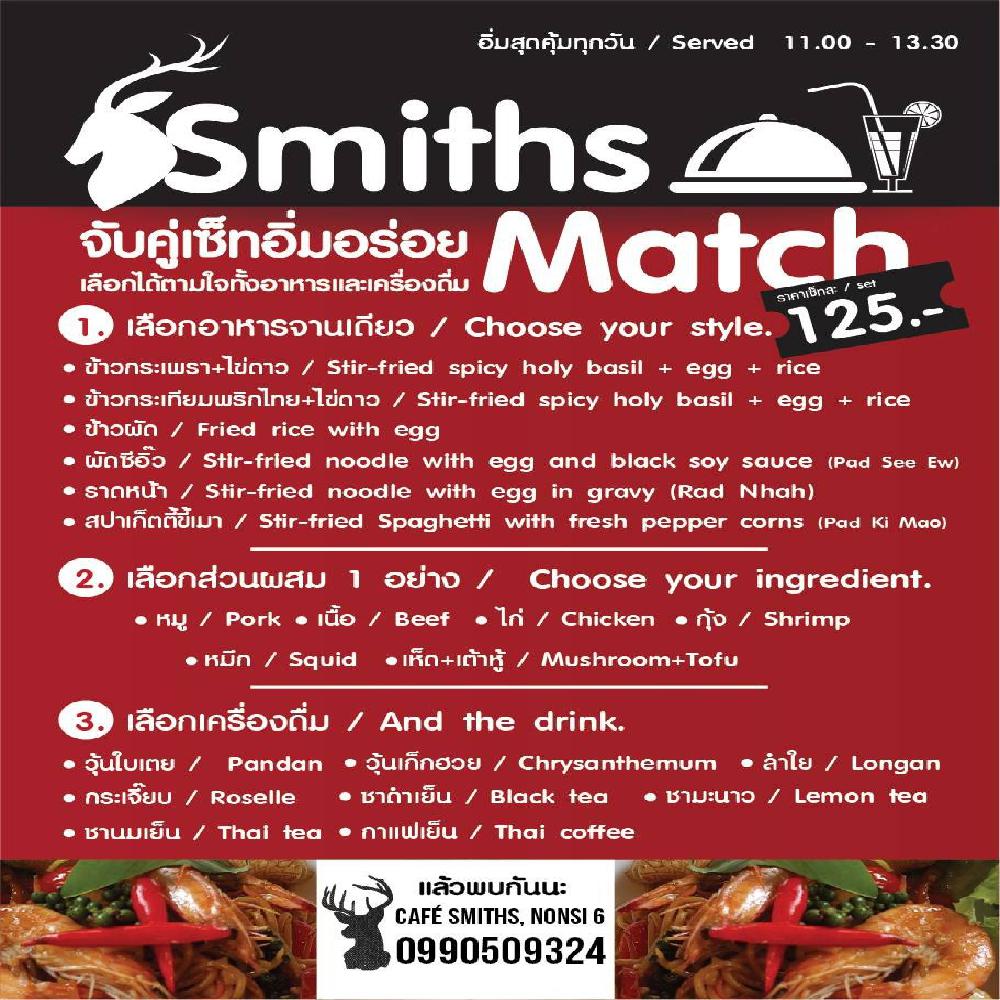 อิ่มสุดคุ้มทุกวัน / Served 11.00 - 13.30
Smiths
Match
จับคู่เซ็ทอิ่มอร่อย
เลือกได้ตามใจทั้งอาหารและเครื่องดื่ม
ราคาเซ็ทละ / set
125.-
1. เลือกอาหารจานเดียว / Choose your style.
• ข้าวกระเพรา+ไข่ดาว / Stir-fried spicy holy basil + egg + rice
• ข้าวกระเทียมพริกไทย+ไข่ดาว / Stir-fried spicy holy basil + egg + rice
• ข้าวผัด / Fried rice with egg
• ผัดซีอิ๊ว / Stir-fried noodle with egg and black soy sauce (Pad See Ew)
• ราดหน้า / Stir-fried noodle with egg in gravy (Rad Nhah)
• สปาเก็ตตี้ขี้เมา / Stir-fried Spaghetti with fresh pepper corns (Pad Ki Mao)
2. เลือกส่วนผสม 1 อย่าง / Choose your ingredient.
• หมู / Pork • เนื้อ / Beef • ไก่ / Chicken • กุ้ง / Shrimp
• หมึก / Squid • เห็ด+เต้าหู้ / Mushroom+Tofu
3. เลือกเครื่องดื่ม / And the drink.
• วุ้นใบเตย / Pandan • วุ้นเก็กฮวย / Chrysanthemum • ลำใย / Longan
• กระเจี๊ยบ / Roselle • ชาดำเย็น / Black tea • ชามะนาว / Lemon tea
• ชานมเย็น / Thai tea • กาแฟเย็น / Thai coffee
แล้วพบกันนะ
CAFÉ SMITHS, NONSI 6
0990509324